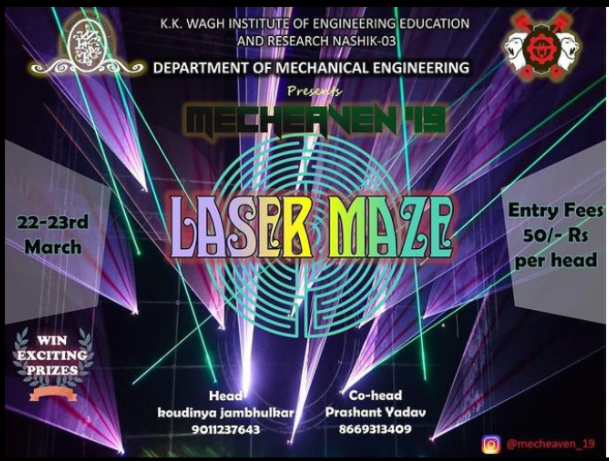 K.K. WAGH INSTITUTE OF ENGINEERING EDUCATION
AND RESEARCH NASHIK-03
DEPARTMENT OF MECHANICAL ENGINEERING
Presents
MECHEAVEN'19
LASER MAZE
22-23rd
March
Entry Fees
50/- Rs
per head
WIN
EXCITING
PRIZES
Head
koudinya jambhulkar
9011237643
Co-head
Prashant Yadav
8669313409
@mecheaven_19